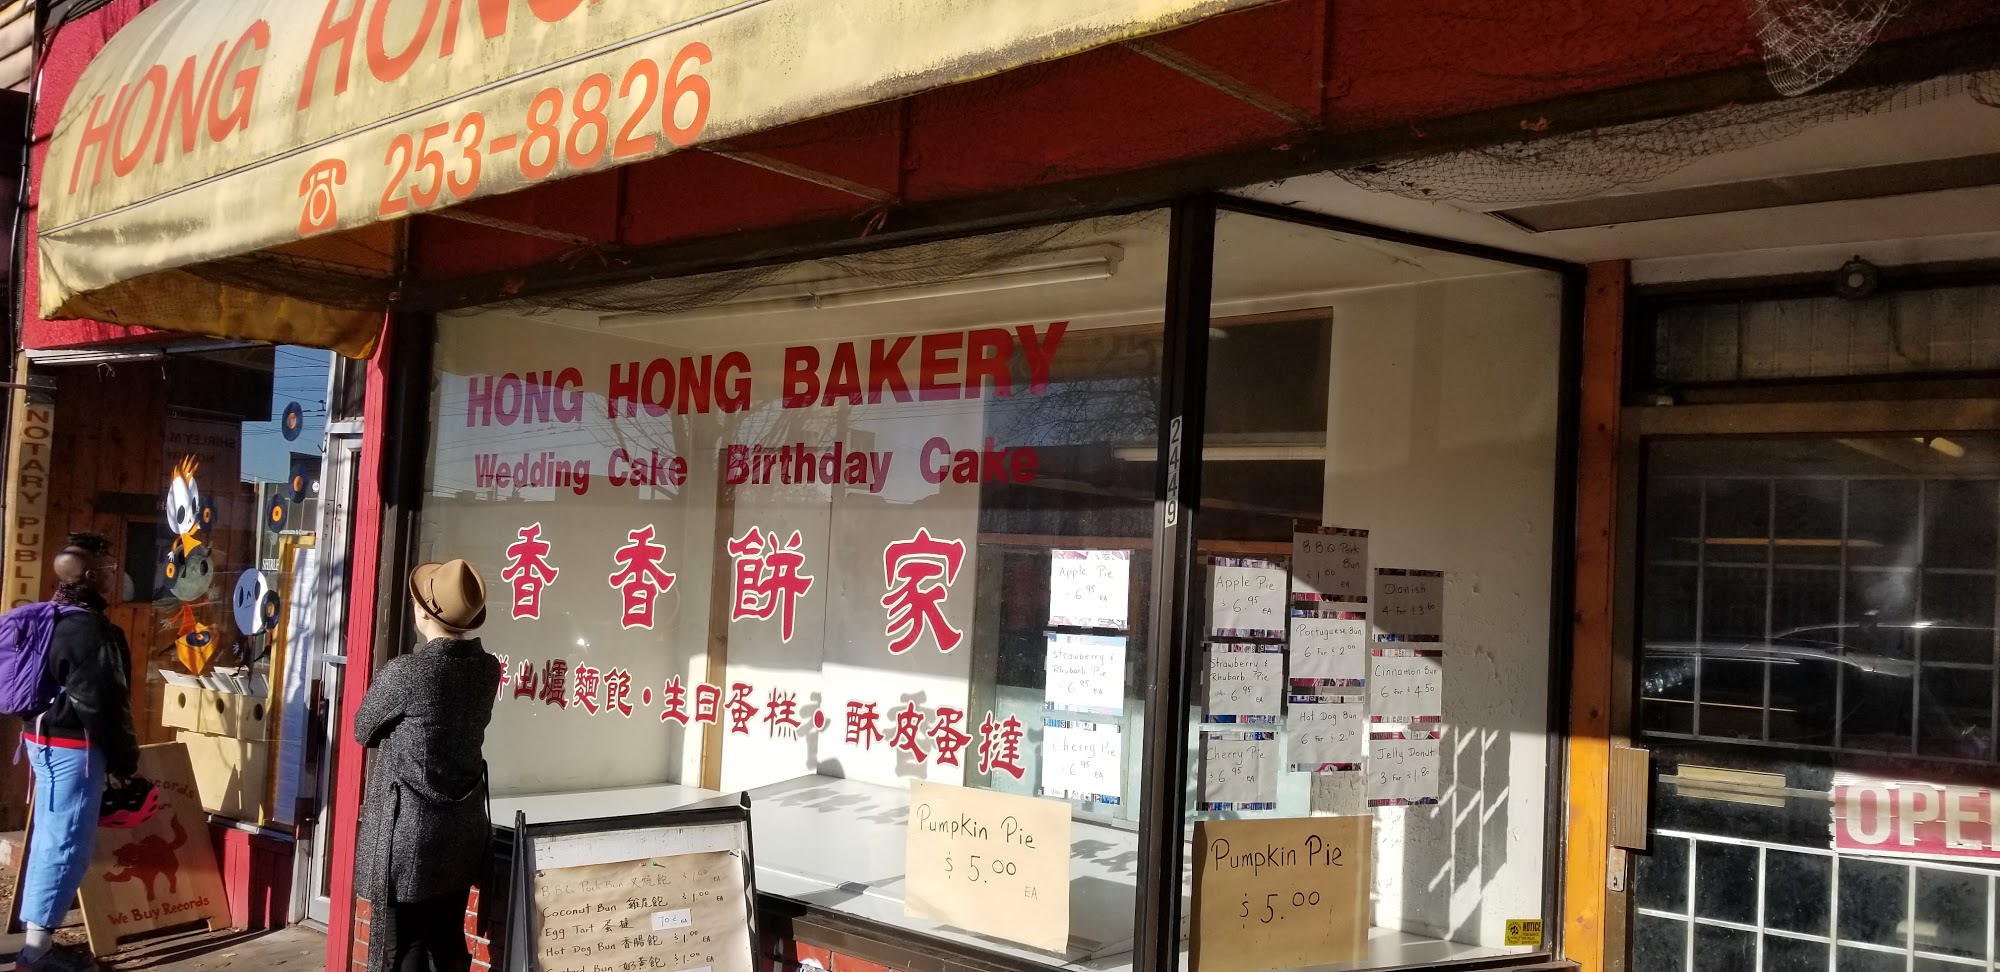 HONG HONG
253-8826
HONG HONG BAKERY
Wedding Cake Birthday Cake
香香餅家
鮮出爐麵飽·生日蛋糕·酥皮蛋撻
2449
NOTARY PUBLIC
We Buy Records
Apple Pie
$6.95 EA
Strawberry &
Rhubarb Pie
$6.95 EA
Cherry Pie
$6.95 EA
Apple Pie
$6.95 EA
Strawberry &
Rhubarb Pie
$6.95 EA
Cherry Pie
$6.95 EA
BBQ Pork
Bun
$1.00
EA
Portuguese Bun
6 For $2.00
Hot Dog Bun
6 For $2.10
Danish
Cinnamon Bun
6 for $4.50
Jelly Donut
3 For $1.80
Pumpkin Pie
$5.00
EA
Pumpkin Pie
$5.00
B.B.Q Pork Bun 叉燒飽 $1.00 EA
Coconut Bun 雞尾飽 $1.00 EA
Egg Tart 蛋撻 70¢ EA
Hot Dog Bun 香腸飽 $1.00 EA
Custard Bun 奶黃飽 $1.00 EA
OPEN
NOTICE